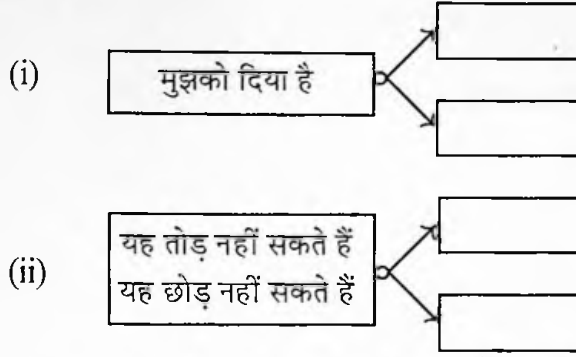 (i)
मुझको दिया है
(ii)
यह तोड़ नहीं सकते हैं
यह छोड़ नहीं सकते हैं